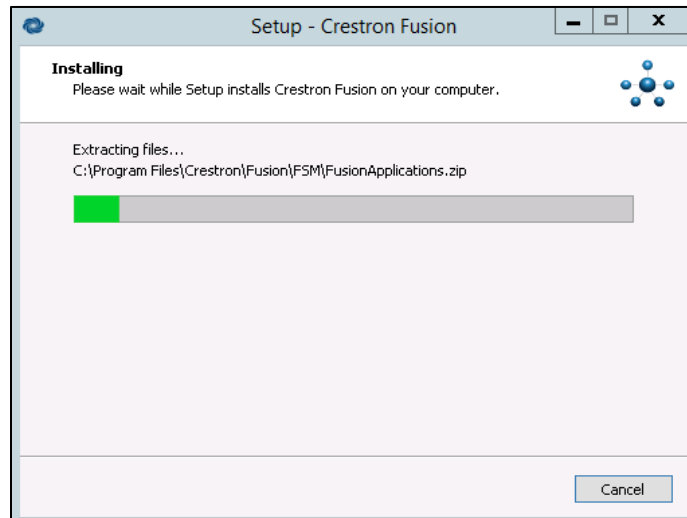 Setup - Crestron Fusion
Installing
Please wait while Setup installs Crestron Fusion on your computer.
Extracting files...
C:\Program Files\Crestron\Fusion\FSM\FusionApplications.zip
Cancel